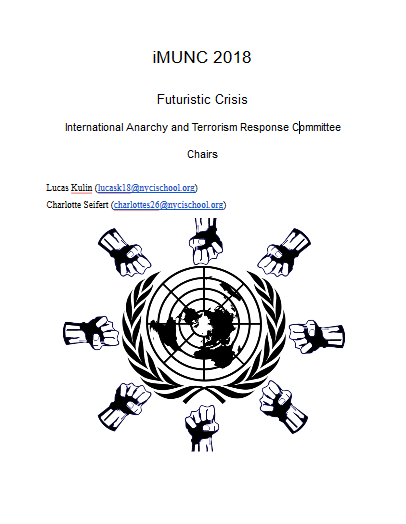 iMUNC 2018
Futuristic Crisis
International Anarchy and Terrorism Response Committee
Chairs
Lucas Kulin (lucask18@nycischool.org)
Charlotte Seifert (charlottes26@nycischool.org)